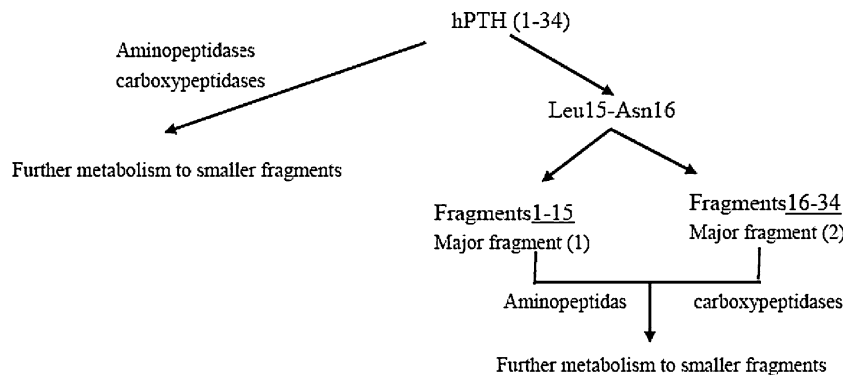 hPTH (1-34)
Aminopeptidases
carboxypeptidases
Leu15-Asn16
Further metabolism to smaller fragments
Fragments1-15
Major fragment (1)
Fragments16-34
Major fragment (2)
Aminopeptidas
carboxypeptidases
Further metabolism to smaller fragments